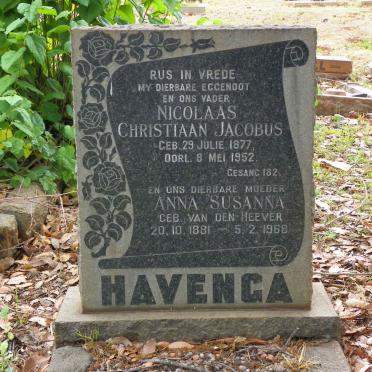 RUS IN VREDE
MY DIERBARE EGGENOOT
EN ONS VADER
NICOLAAS
CHRISTIAAN JACOBUS
GEB. 29 JULIE 1877.
OORL. 8 MEI 1952.
GESANG 182.
EN ONS DIERBARE MOEDER
ANNA SUSANNA
GEB. VAN DEN HEEVER
20.10.1881 – 5.2.1968
HAVENGA